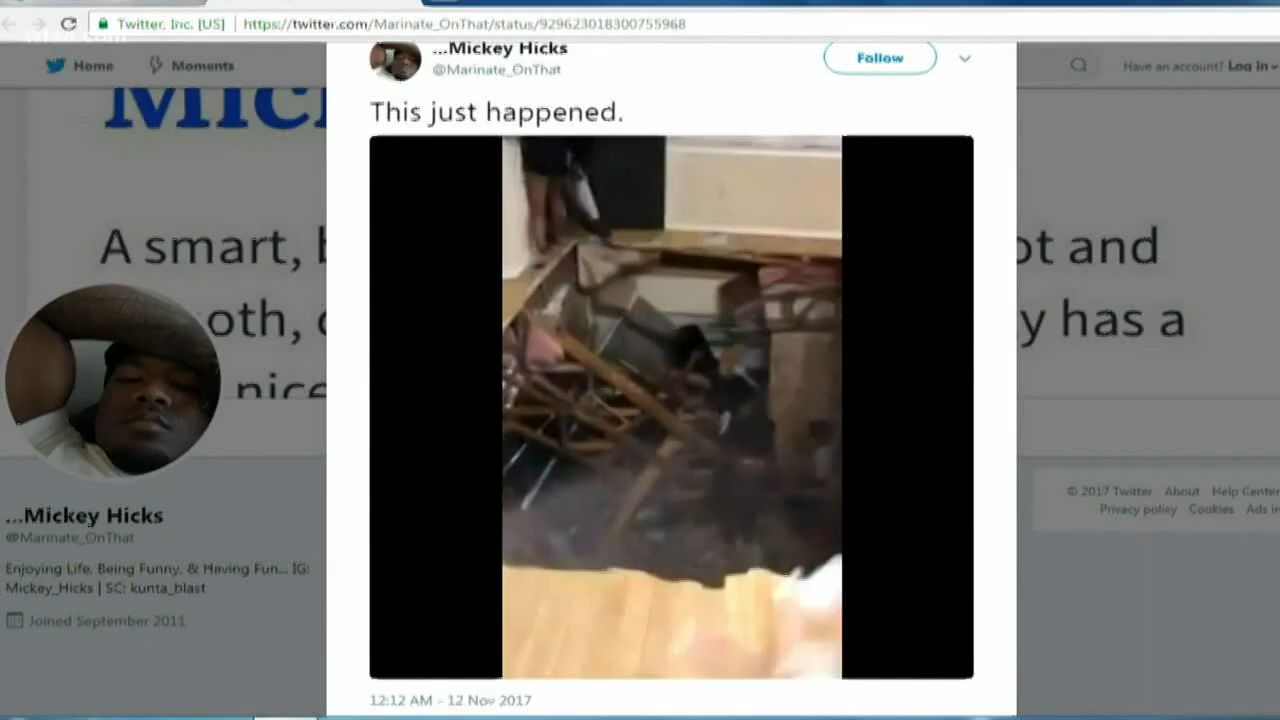 Twitter, Inc. [US] | https://twitter.com/Marinate_OnThat/status/929623018300755968
Home Moments
Have an account? Log in
...Mickey Hicks
@Marinate_OnThat
Follow
This just happened.
A smart,
ot and
oth,
y has a
nice
...Mickey Hicks
@Marinate_OnThat
Enjoying Life, Being Funny, & Having Fun... IG:
Mickey_Hicks | SC: kunta_blast
Joined September 2011
© 2017 Twitter About Help Center
Privacy policy Cookies Ads in
12:12 AM - 12 Nov 2017